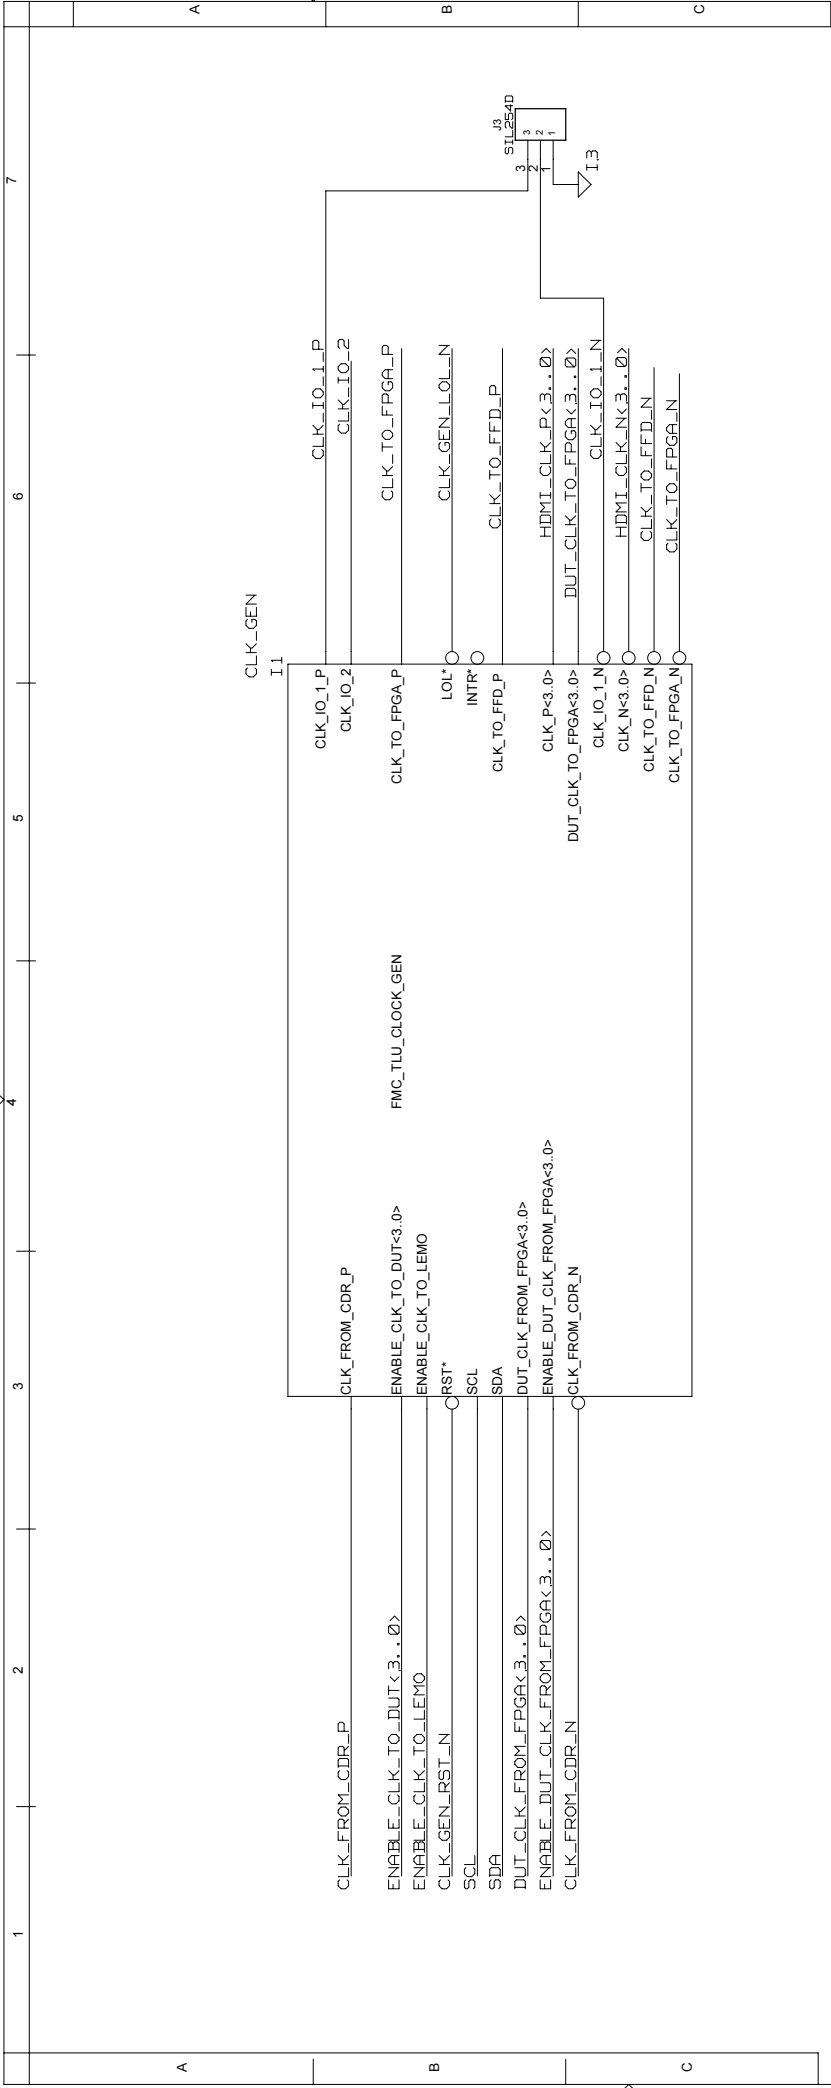 1
2
3
4
5
6
7
A
B
C
A
B
C
CLK_GEN
I1
FMC_TLU_CLOCK_GEN
CLK_FROM_CDR_P
ENABLE_CLK_TO_DUT<3..0>
ENABLE_CLK_TO_LEMO
CLK_GEN_RST_N
SCL
SDA
DUT_CLK_FROM_FPGA<3..0>
ENABLE_DUT_CLK_FROM_FPGA<3..0>
CLK_FROM_CDR_N
CLK_FROM_CDR_P
ENABLE_CLK_TO_DUT<3..0>
ENABLE_CLK_TO_LEMO
RST*
SCL
SDA
DUT_CLK_FROM_FPGA<3..0>
ENABLE_DUT_CLK_FROM_FPGA<3..0>
CLK_FROM_CDR_N
CLK_IO_1_P
CLK_IO_2
CLK_TO_FPGA_P
LOL*
INTR*
CLK_TO_FFD_P
CLK_P<3..0>
DUT_CLK_TO_FPGA<3..0>
CLK_IO_1_N
CLK_N<3..0>
CLK_TO_FFD_N
CLK_TO_FPGA_N
CLK_IO_1_P
CLK_IO_2
CLK_TO_FPGA_P
CLK_GEN_LOL_N
CLK_TO_FFD_P
HDMI_CLK_P<3..0>
DUT_CLK_TO_FPGA<3..0>
CLK_IO_1_N
HDMI_CLK_N<3..0>
CLK_TO_FFD_N
CLK_TO_FPGA_N
J3
SIL254D
3
2
1
3
2
1
I3